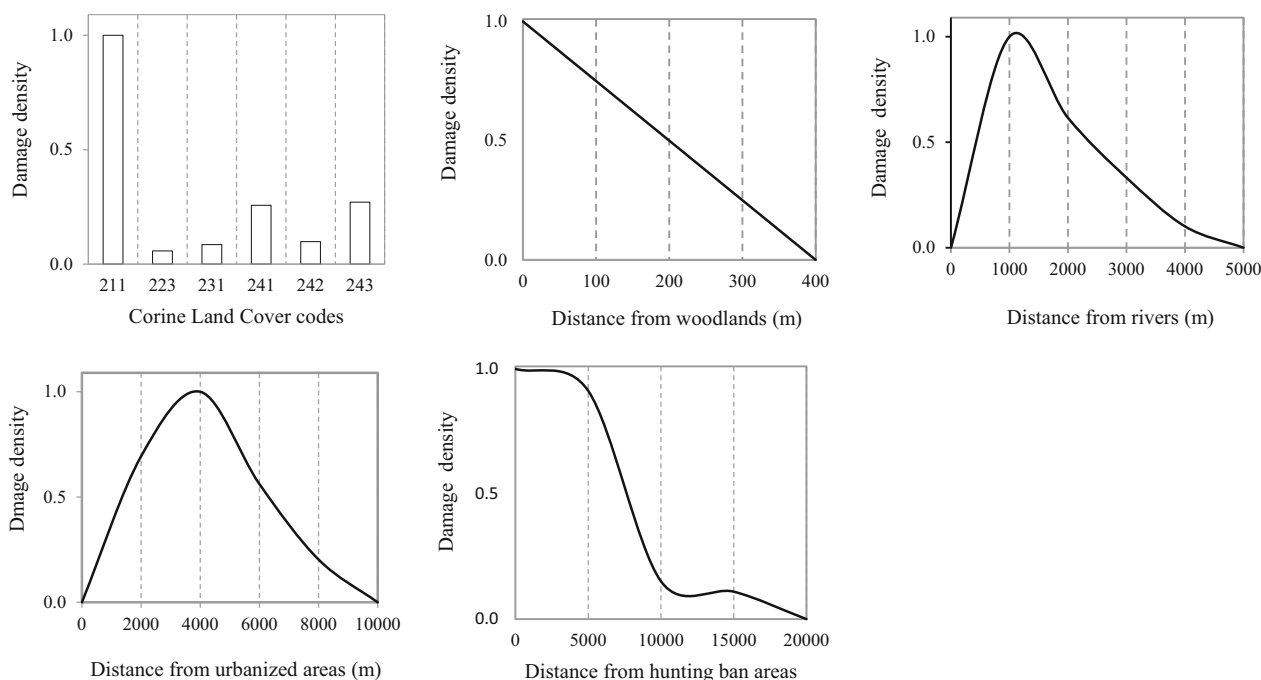 Damage density
1.0
0.5
0.0
211 223 231 241 242 243
Corine Land Cover codes
Damage density
1.0
0.5
0.0
0 100 200 300 400
Distance from woodlands (m)
Damage density
1.0
0.5
0.0
0 1000 2000 3000 4000 5000
Distance from rivers (m)
Dmage density
1.0
0.5
0.0
0 2000 4000 6000 8000 10000
Distance from urbanized areas (m)
Damage density
1.0
0.5
0.0
0 5000 10000 15000 20000
Distance from hunting ban areas